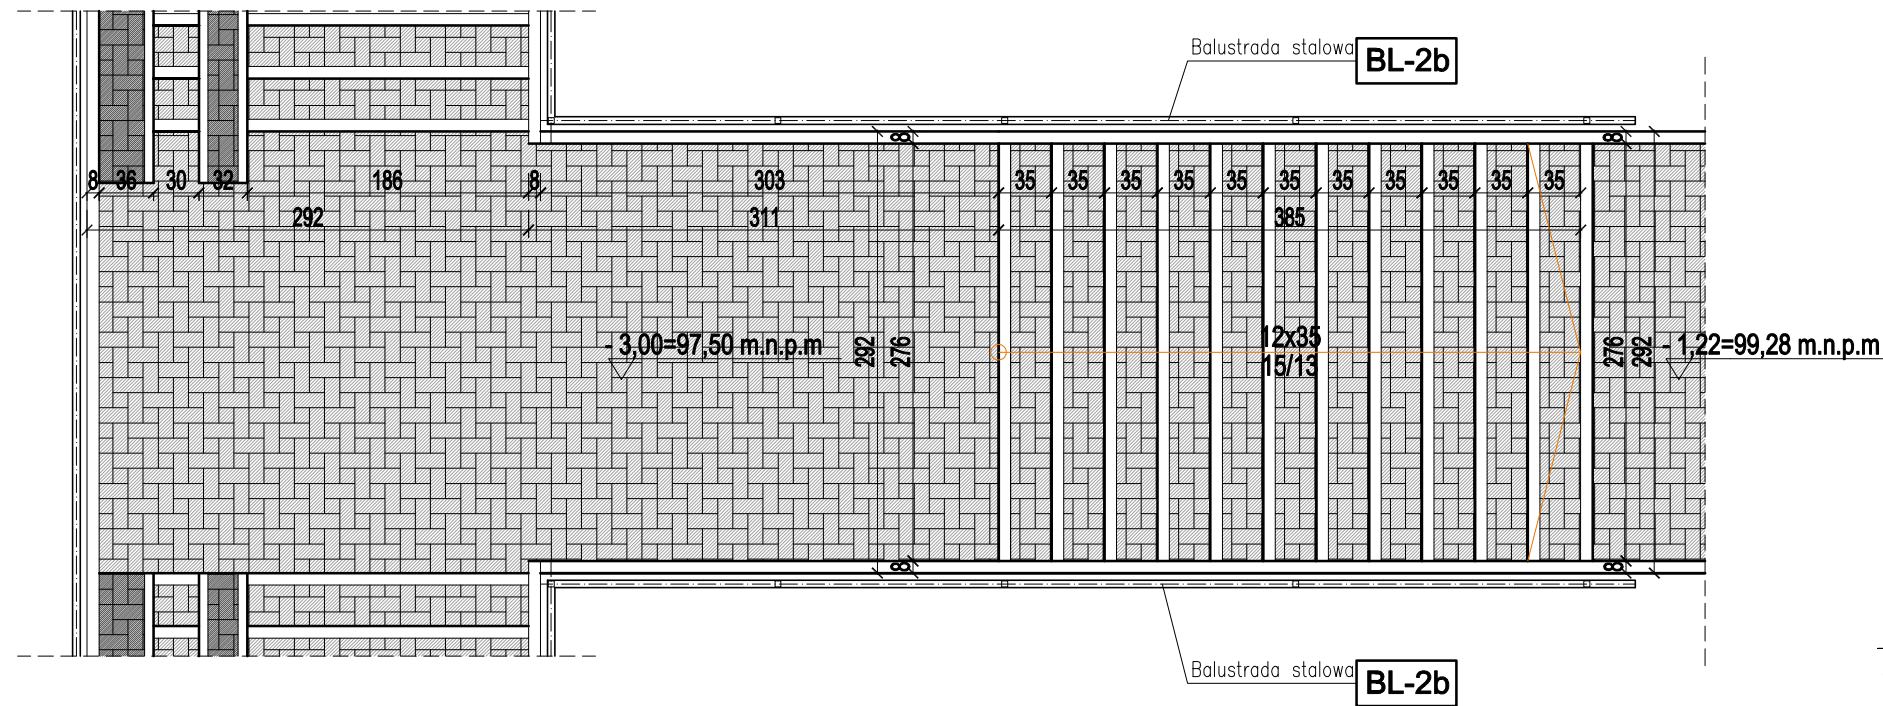 Balustrada stalowa
BL-2b
8
8
8 36 30 32 186 8 303 35 35 35 35 35 35 35 35 35 35 35
292 311 385
- 3,00=97,50 m.n.p.m
292
276
12x35
15/13
276
292
- 1,22=99,28 m.n.p.m
8
8
Balustrada stalowa
BL-2b